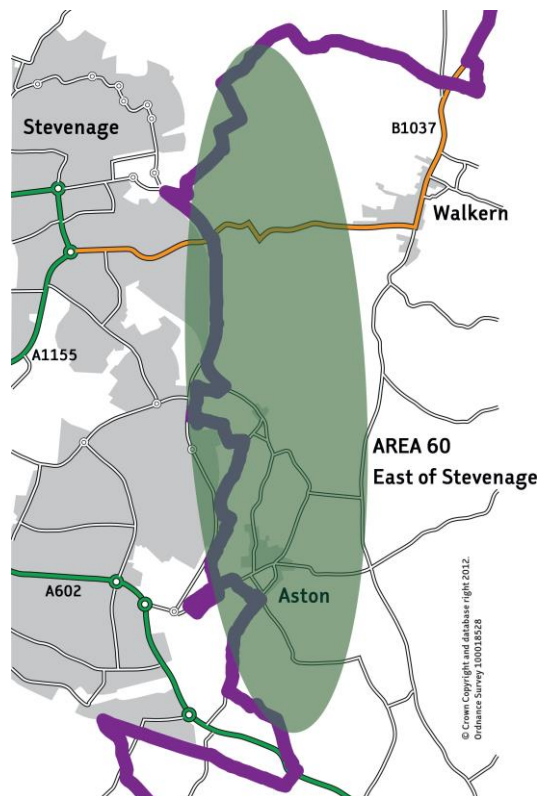 Stevenage
B1037
Walkern
A1155
AREA 60
East of Stevenage
A602
Aston
© Crown Copyright and database right 2012.
Ordnance Survey 100018528